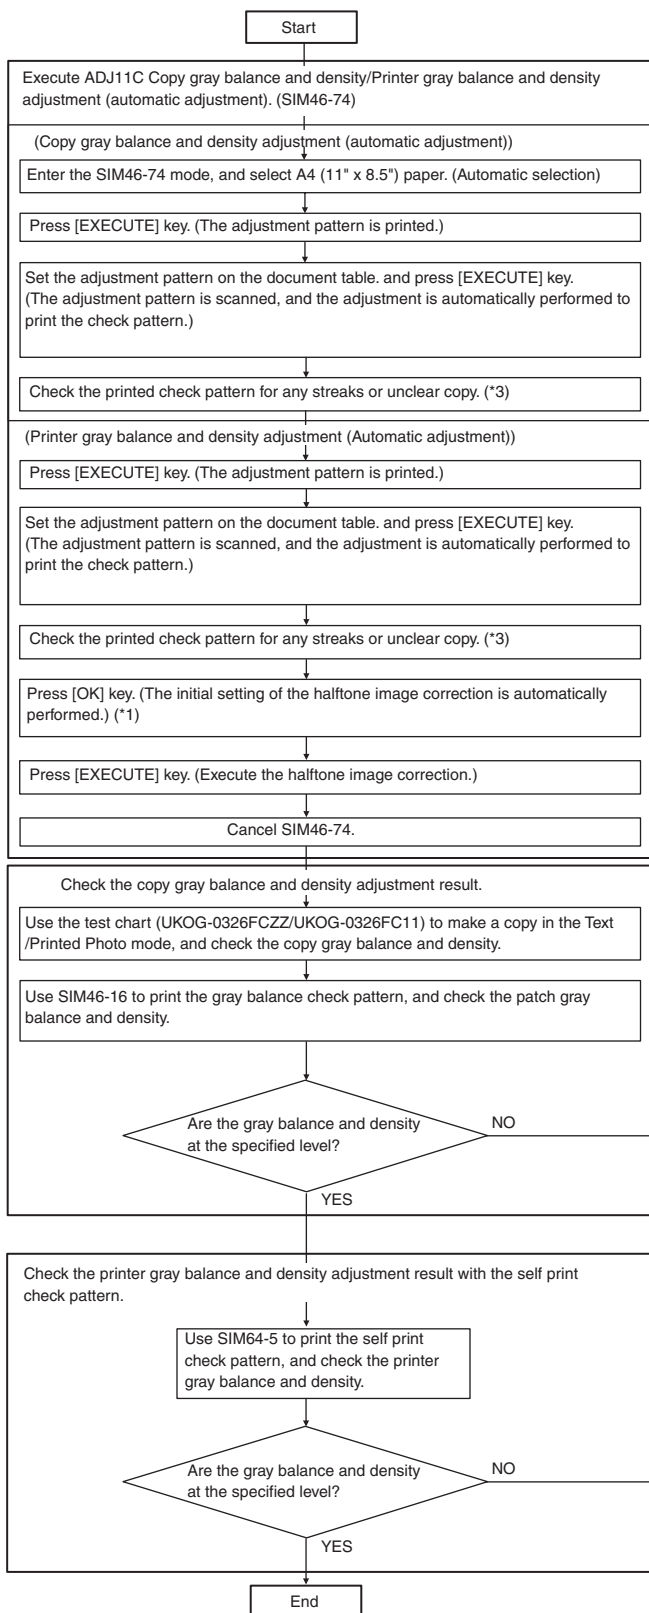 Start
Execute ADJ11C Copy gray balance and density/Printer gray balance and density
adjustment (automatic adjustment). (SIM46-74)
(Copy gray balance and density adjustment (automatic adjustment))
Enter the SIM46-74 mode, and select A4 (11" x 8.5") paper. (Automatic selection)
Press [EXECUTE] key. (The adjustment pattern is printed.)
Set the adjustment pattern on the document table. and press [EXECUTE] key.
(The adjustment pattern is scanned, and the adjustment is automatically performed to
print the check pattern.)
Check the printed check pattern for any streaks or unclear copy. (*3)
(Printer gray balance and density adjustment (Automatic adjustment))
Press [EXECUTE] key. (The adjustment pattern is printed.)
Set the adjustment pattern on the document table. and press [EXECUTE] key.
(The adjustment pattern is scanned, and the adjustment is automatically performed to
print the check pattern.)
Check the printed check pattern for any streaks or unclear copy. (*3)
Press [OK] key. (The initial setting of the halftone image correction is automatically
performed.) (*1)
Press [EXECUTE] key. (Execute the halftone image correction.)
Cancel SIM46-74.
Check the copy gray balance and density adjustment result.
Use the test chart (UKOG-0326FCZZ/UKOG-0326FC11) to make a copy in the Text
/Printed Photo mode, and check the copy gray balance and density.
Use SIM46-16 to print the gray balance check pattern, and check the patch gray
balance and density.
Are the gray balance and density
at the specified level?
NO
YES
Check the printer gray balance and density adjustment result with the self print
check pattern.
Use SIM64-5 to print the self print
check pattern, and check the printer
gray balance and density.
Are the gray balance and density
at the specified level?
NO
YES
End